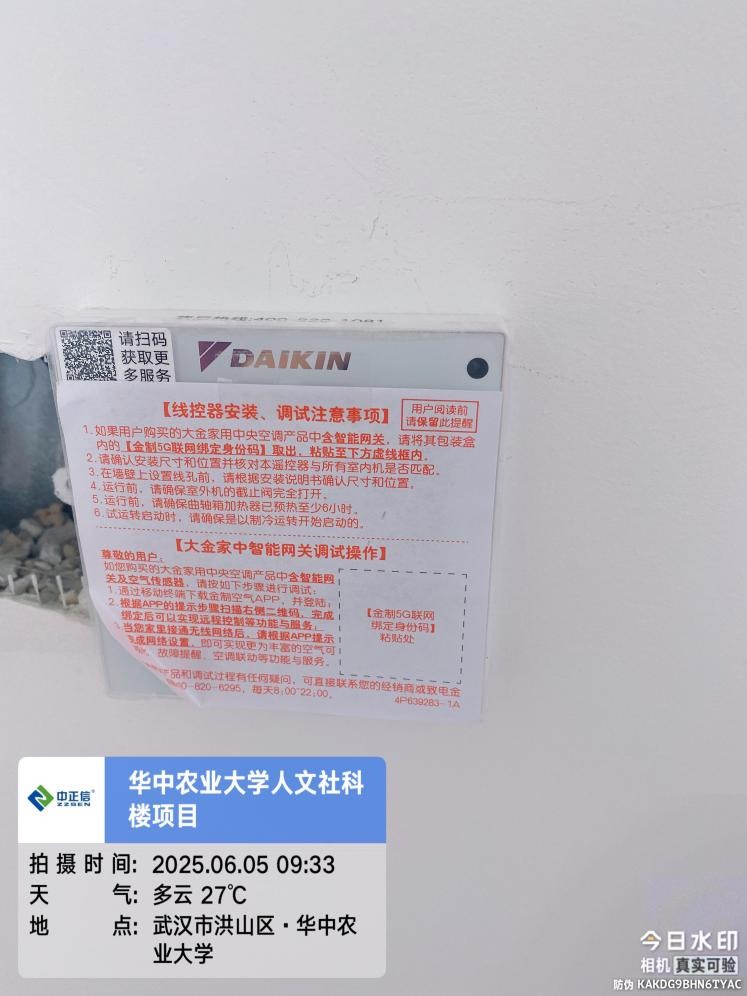 售后热线:400-820-1081
请扫码
获取更
多服务
DAIKIN
【线控器安装、调试注意事项】
用户阅读前
请保留此提醒
1. 如果用户购买的大金家用中央空调产品中含智能网关，请将其包装盒
内的【金制5G联网绑定身份码】取出，粘贴至下方虚线框内。
2. 请确认安装尺寸和位置并核对本遥控器与所有室内机是否匹配。
3. 在墙壁上设置线孔前，请根据安装说明书确认尺寸和位置。
4. 运行前，请确保室外机的截止阀完全打开。
5. 运行前，请确保曲轴箱加热器已预热至少6小时。
6. 试运转启动时，请确保是以制冷运转开始启动的。
【大金家中智能网关调试操作】
尊敬的用户、
如您购买的大金家用中央空调产品中含智能网
关及空气传感器，请按如下步骤进行调试：
1. 通过移动终端下载金制空气APP，并登陆；
2. 根据APP的提示步骤扫描右侧二维码，完成
绑定后可以实现远程控制等功能与服务；
3. 当您家里接通无线网络后，请根据APP提示
完成网络设置，即可实现更为丰富的空气可
故障提醒、空调联动等功能与服务。
【金制5G联网
绑定身份码】
粘贴处
产品和调试过程有任何疑问，可直接联系您的经销商或致电金
820-6295，每天8:00~22:00。
4P639283-1A
中正信
ZZSEN
华中农业大学人文社科
楼项目
拍摄时间: 2025.06.05 09:33
天 气: 多云 27℃
地 点: 武汉市洪山区·华中农
业大学
今日水印
相机 真实可验
防伪 KAKDG9BHN6TYAC